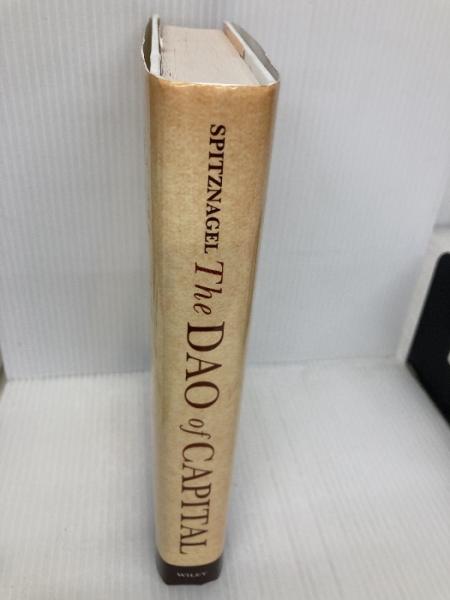 SPITZNAGEL The DAO of CAPITAL
WILEY